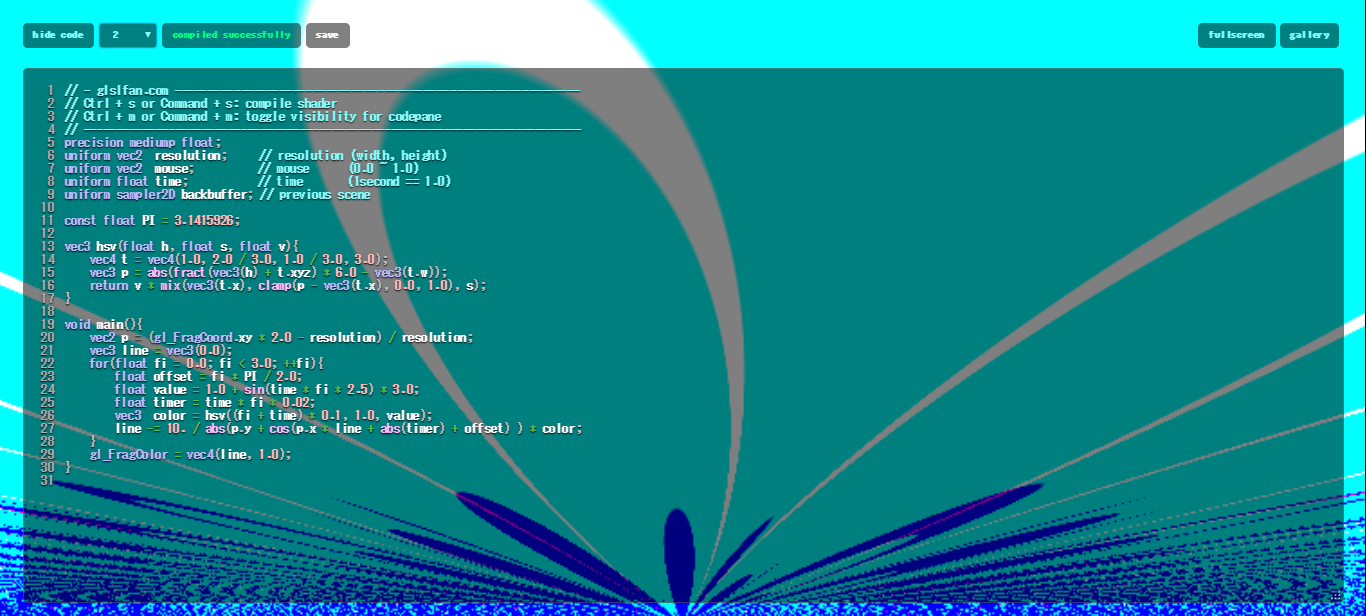 hide code 2 ▼ compiled successfully save fullscreen gallery
1 // - glslfan.com --------------------------------------------------------------
2 // Ctrl + s or Command + s: compile shader
3 // Ctrl + m or Command + m: toggle visibility for codepane
4 // ----------------------------------------------------------------------------
5 precision mediump float;
6 uniform vec2  resolution;     // resolution (width, height)
7 uniform vec2  mouse;          // mouse      (0.0 ~ 1.0)
8 uniform float time;           // time       (1second == 1.0)
9 uniform sampler2D backbuffer; // previous scene
10
11 const float PI = 3.1415926;
12
13 vec3 hsv(float h, float s, float v){
14     vec4 t = vec4(1.0, 2.0 / 3.0, 1.0 / 3.0, 3.0);
15     vec3 p = abs(fract(vec3(h) + t.xyz) * 6.0 - vec3(t.w));
16     return v * mix(vec3(t.x), clamp(p - vec3(t.x), 0.0, 1.0), s);
17 }
18
19 void main(){
20     vec2 p = (gl_FragCoord.xy * 2.0 - resolution) / resolution;
21     vec3 line = vec3(0.0);
22     for(float fi = 0.0; fi < 3.0; ++fi){
23         float offset = fi * PI / 2.0;
24         float value = 1.0 + sin(time * fi * 2.5) * 3.0;
25         float timer = time * fi * 0.02;
26         vec3  color = hsv((fi + time) * 0.1, 1.0, value);
27         line -= 10. / abs(p.y + cos(p.x * line + abs(timer) + offset) ) * color;
28     }
29     gl_FragColor = vec4(line, 1.0);
30 }
31